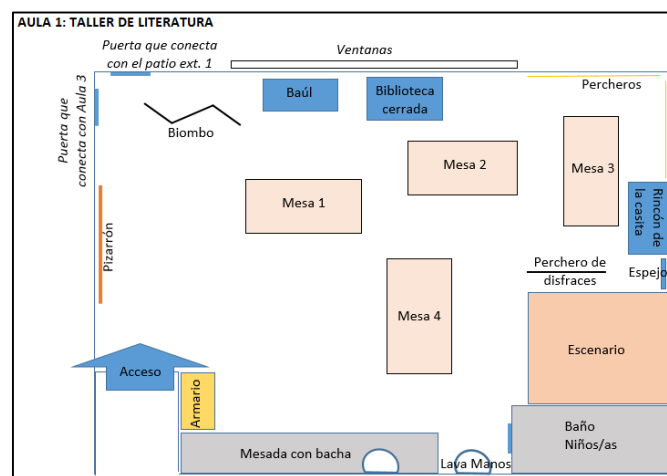 AULA 1: TALLER DE LITERATURA
Puerta que conecta
con el patio ext. 1
Ventanas
Puerta que
conecta con Aula 3
Biombo
Baúl
Biblioteca
cerrada
Percheros
Mesa 1
Mesa 2
Mesa 3
Rincón de
la casita
Pizarrón
Perchero de
disfraces
Espejo
Mesa 4
Escenario
Acceso
Armario
Mesada con bacha
Lava Manos
Baño
Niños/as